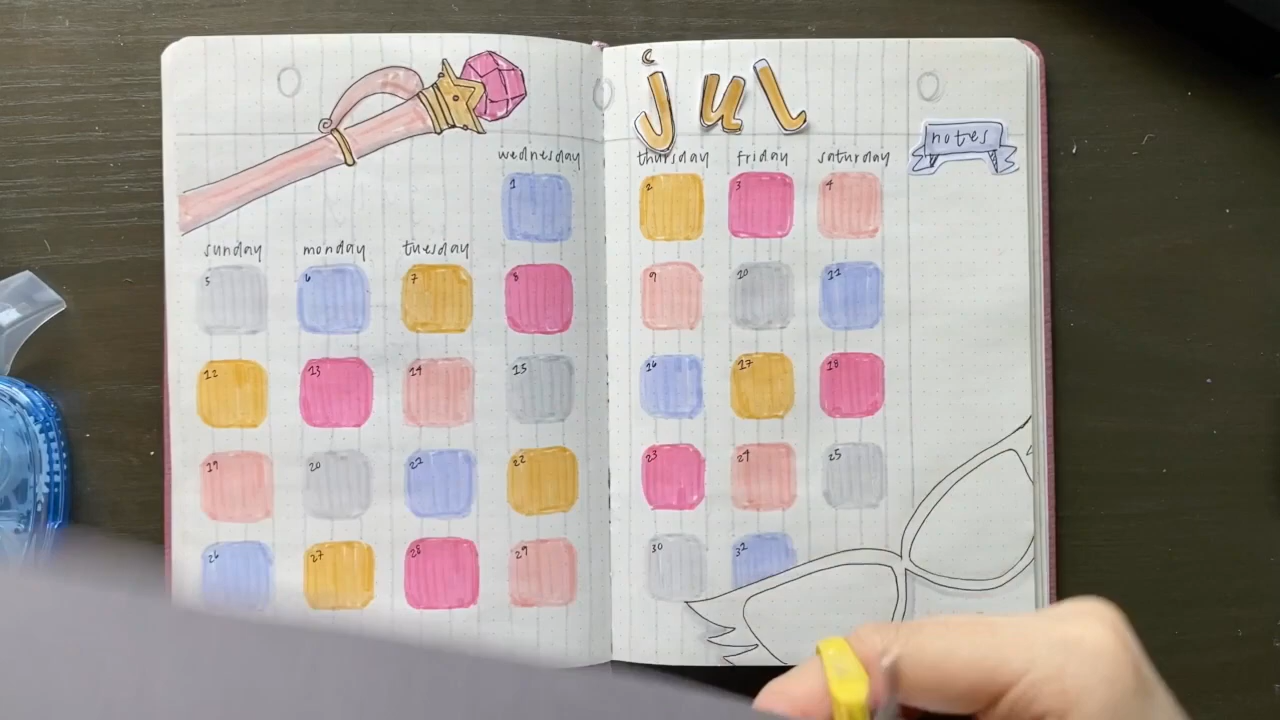 jul
notes
wednesday thursday friday saturday
1 2 3 4
sunday monday tuesday
5 6 7 8 9 10 11
12 13 14 15 16 17 18
19 20 21 22 23 24 25
26 27 28 29 30 31